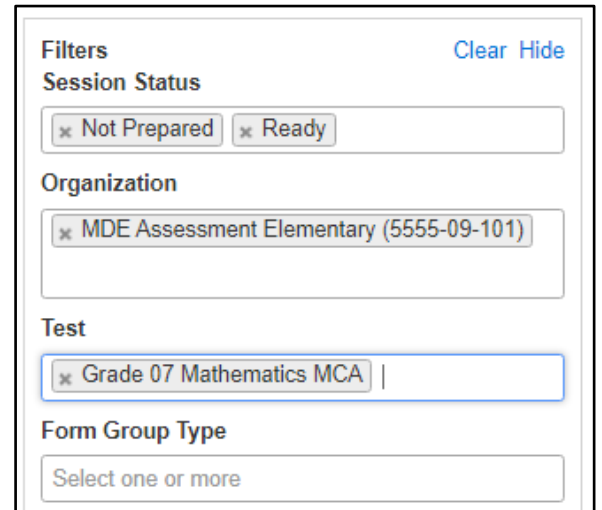 Filters Clear Hide
Session Status
× Not Prepared × Ready
Organization
× MDE Assessment Elementary (5555-09-101)
Test
× Grade 07 Mathematics MCA
Form Group Type
Select one or more